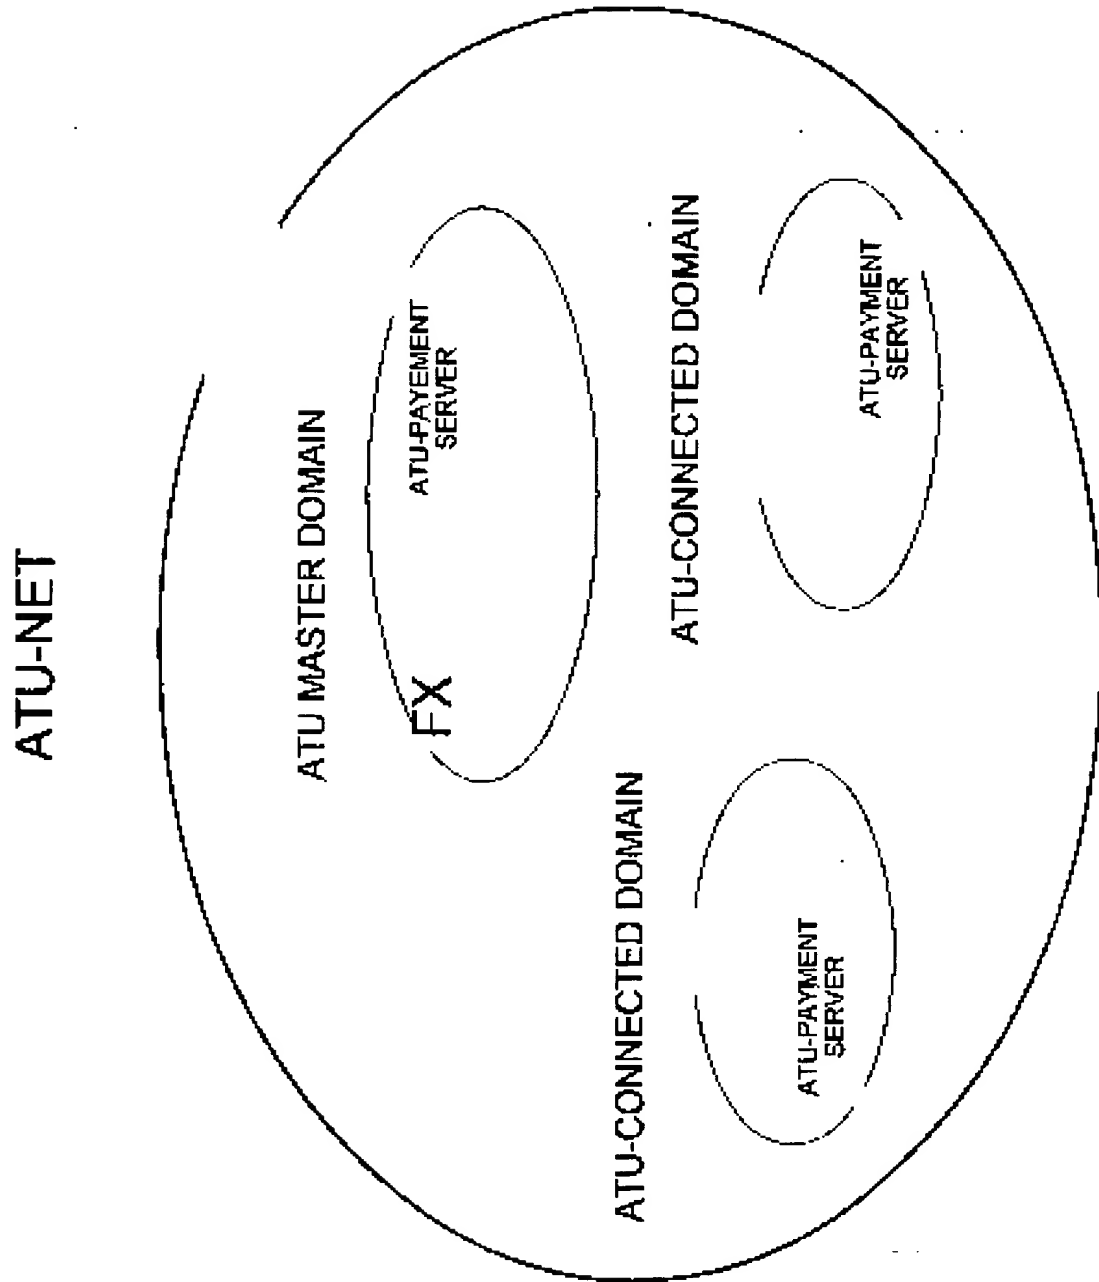 ATU-NET
ATU MASTER DOMAIN
FX
ATU-PAYEMENT
SERVER
ATU-CONNECTED DOMAIN
ATU-PAYMENT
SERVER
ATU-CONNECTED DOMAIN
ATU-PAYMENT
SERVER